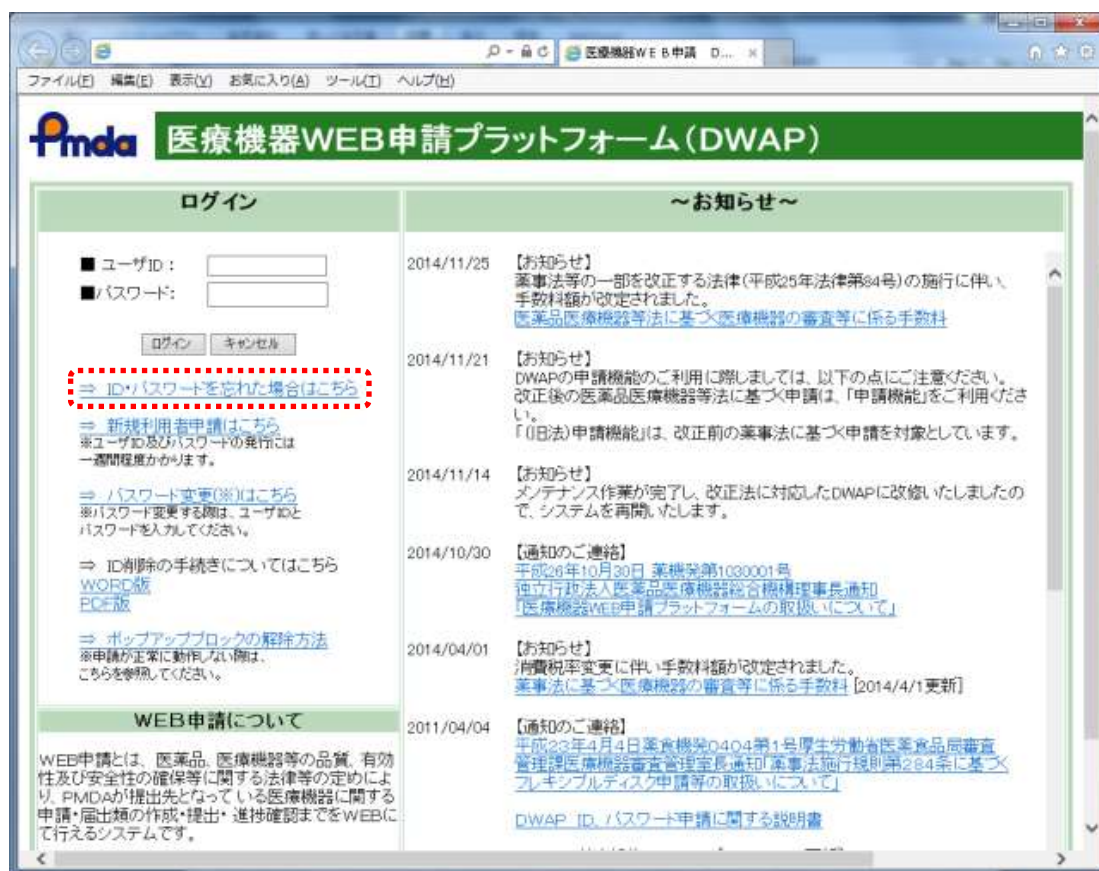 医療機器WEB申請 D...
ファイル(F) 編集(E) 表示(V) お気に入り(A) ツール(T) ヘルプ(H)
Pmda 医療機器WEB申請プラットフォーム(DWAP)
ログイン
■ ユーザID:
■パスワード:
ログイン キャンセル
⇒ ID・パスワードを忘れた場合はこちら
⇒ 新規利用者申請はこちら
※ユーザID及びパスワードの発行には
一週間程度かかります。
⇒ パスワード変更(※)はこちら
※パスワード変更する際は、ユーザIDと
パスワードを入力してください。
⇒ ID削除の手続きについてはこちら
WORD版
PDF版
⇒ ポップアップブロックの解除方法
※申請が正常に動作しない際は、
こちらを参照してください。
WEB申請について
WEB申請とは、医薬品、医療機器等の品質、有効
性及び安全性の確保等に関する法律等の定めによ
り、PMDAが提出先となっている医療機器に関する
申請・届出類の作成・提出・進捗確認までをWEBに
て行えるシステムです。
~お知らせ~
2014/11/25 【お知らせ】
薬事法等の一部を改正する法律(平成25年法律第84号)の施行に伴い、
手数料額が改定されました。
医薬品医療機器等法に基づく医療機器の審査等に係る手数料
2014/11/21 【お知らせ】
DWAPの申請機能のご利用に際しましては、以下の点にご注意ください。
改正後の医薬品医療機器等法に基づく申請は、「申請機能」をご利用くださ
い。
「(旧法)申請機能」は、改正前の薬事法に基づく申請を対象としています。
2014/11/14 【お知らせ】
メンテナンス作業が完了し、改正法に対応したDWAPに改修いたしましたの
で、システムを再開いたします。
2014/10/30 【通知のご連絡】
平成26年10月30日 薬機発第1030001号
独立行政法人医薬品医療機器総合機構理事長通知
「医療機器WEB申請プラットフォームの取扱いについて」
2014/04/01 【お知らせ】
消費税率変更に伴い手数料額が改定されました。
薬事法に基づく医療機器の審査等に係る手数料 [2014/4/1更新]
2011/04/04 【通知のご連絡】
平成23年4月4日薬食機発0404第1号厚生労働省医薬食品局審査
管理課医療機器審査管理室長通知「薬事法施行規則第284条に基づく
フレキシブルディスク申請等の取扱いについて」
DWAP ID、パスワード申請に関する説明書